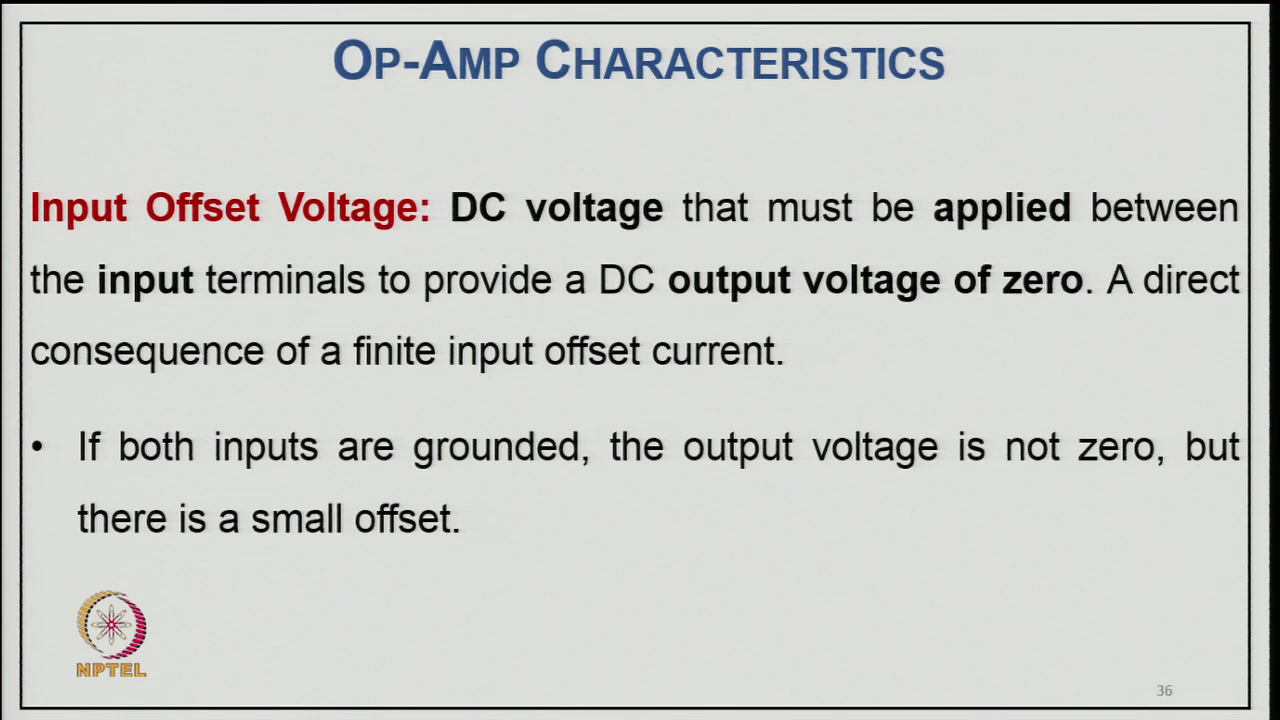 OP-AMP CHARACTERISTICS
Input Offset Voltage: DC voltage that must be applied between
the input terminals to provide a DC output voltage of zero. A direct
consequence of a finite input offset current.
• If both inputs are grounded, the output voltage is not zero, but
there is a small offset.
NPTEL
36